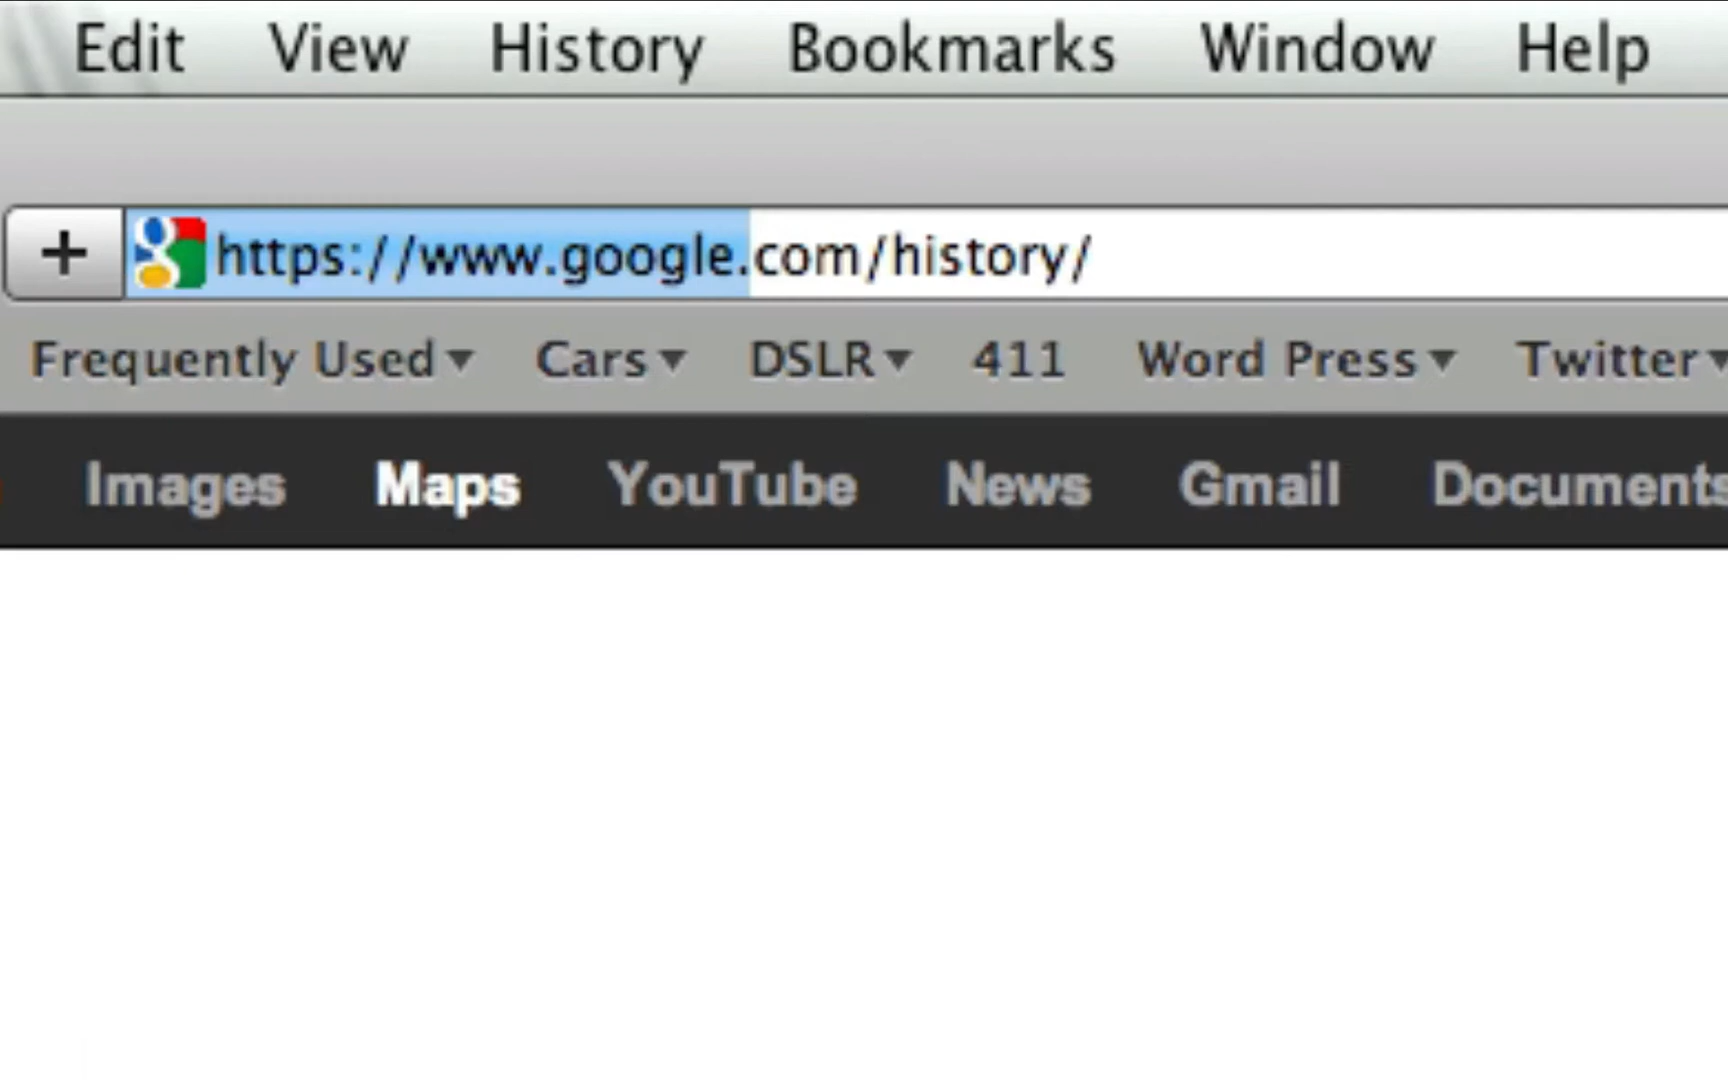 Edit View History Bookmarks Window Help
+ https://www.google.com/history/
Frequently Used▼ Cars▼ DSLR▼ 411 Word Press▼ Twitter▼
Images Maps YouTube News Gmail Documents